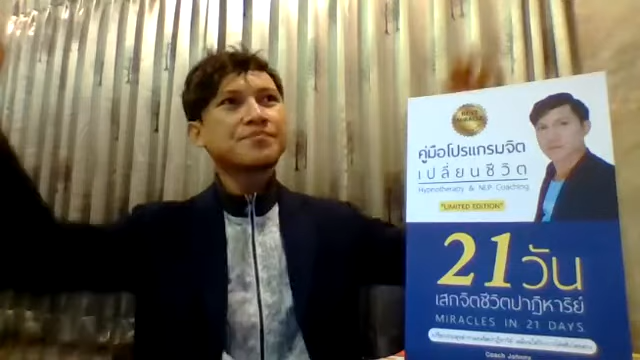 คู่มือโปรแกรมจิต
เปลี่ยนชีวิต
Hypnotherapy & NLP Coaching
"LIMITED EDITION"
21 วัน
เสกจิตชีวิตปาฏิหาริย์
MIRACLES IN 21 DAYS
Coach Johnny